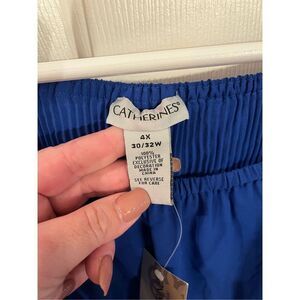 CATHERINES®
4X
30/32W
100%
POLYESTER
EXCLUSIVE OF
DECORATION
MADE IN
CHINA
SEE REVERSE
FOR CARE